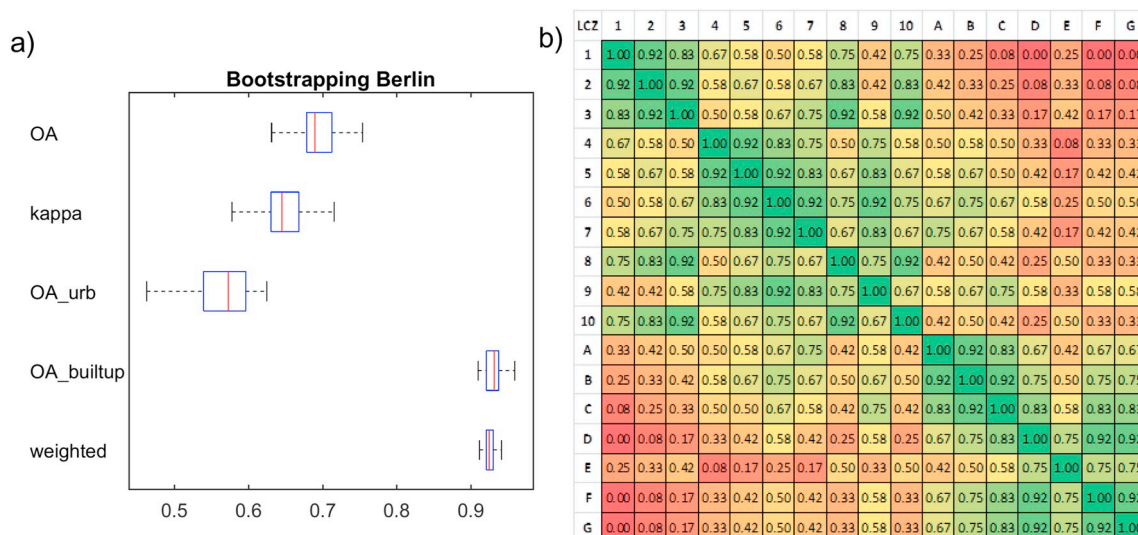 a)
Bootstrapping Berlin
OA
kappa
OA_urb
OA_builtup
weighted
0.5 0.6 0.7 0.8 0.9
b)
LCZ 1 2 3 4 5 6 7 8 9 10 A B C D E F G
1 1.00 0.92 0.83 0.67 0.58 0.50 0.58 0.75 0.42 0.75 0.33 0.25 0.08 0.00 0.25 0.00 0.0
2 0.92 1.00 0.92 0.58 0.67 0.58 0.67 0.83 0.42 0.83 0.42 0.33 0.25 0.08 0.33 0.08 0.0
3 0.83 0.92 1.00 0.50 0.58 0.67 0.75 0.92 0.58 0.92 0.50 0.42 0.33 0.17 0.42 0.17 0.1
4 0.67 0.58 0.50 1.00 0.92 0.83 0.75 0.50 0.75 0.58 0.50 0.58 0.50 0.33 0.08 0.33 0.3
5 0.58 0.67 0.58 0.92 1.00 0.92 0.83 0.67 0.83 0.67 0.58 0.67 0.50 0.42 0.17 0.42 0.4
6 0.50 0.58 0.67 0.83 0.92 1.00 0.92 0.75 0.92 0.75 0.67 0.75 0.67 0.58 0.25 0.50 0.5
7 0.58 0.67 0.75 0.75 0.83 0.92 1.00 0.67 0.83 0.67 0.75 0.67 0.58 0.42 0.17 0.42 0.4
8 0.75 0.83 0.92 0.50 0.67 0.75 0.67 1.00 0.75 0.92 0.42 0.50 0.42 0.25 0.50 0.33 0.3
9 0.42 0.42 0.58 0.75 0.83 0.92 0.83 0.75 1.00 0.67 0.58 0.67 0.75 0.58 0.33 0.58 0.5
10 0.75 0.83 0.92 0.58 0.67 0.75 0.67 0.92 0.67 1.00 0.42 0.50 0.42 0.25 0.50 0.33 0.3
A 0.33 0.42 0.50 0.50 0.58 0.67 0.75 0.42 0.58 0.42 1.00 0.92 0.83 0.67 0.42 0.67 0.6
B 0.25 0.33 0.42 0.58 0.67 0.75 0.67 0.50 0.67 0.50 0.92 1.00 0.92 0.75 0.50 0.75 0.7
C 0.08 0.25 0.33 0.50 0.50 0.67 0.58 0.42 0.75 0.42 0.83 0.92 1.00 0.83 0.58 0.83 0.8
D 0.00 0.08 0.17 0.33 0.42 0.58 0.42 0.25 0.58 0.25 0.67 0.75 0.83 1.00 0.75 0.92 0.9
E 0.25 0.33 0.42 0.08 0.17 0.25 0.17 0.50 0.33 0.50 0.42 0.50 0.58 0.75 1.00 0.75 0.7
F 0.00 0.08 0.17 0.33 0.42 0.50 0.42 0.33 0.58 0.33 0.67 0.75 0.83 0.92 0.75 1.00 0.9
G 0.00 0.08 0.17 0.33 0.42 0.50 0.42 0.33 0.58 0.33 0.67 0.75 0.83 0.92 0.75 0.92 1.00